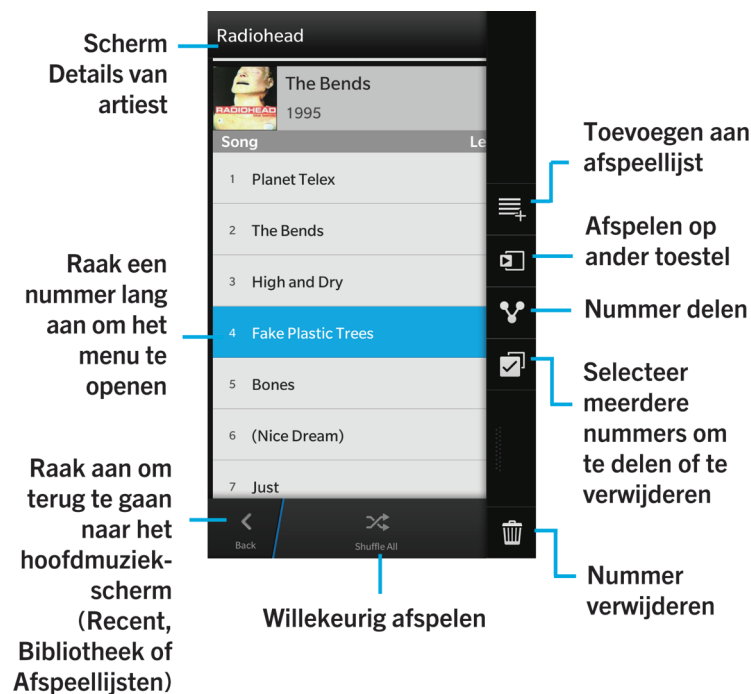 Scherm
Details van
artiest
Radiohead
RADIOHEAD
The Bends
1995
Song Le
1 Planet Telex
2 The Bends
3 High and Dry
4 Fake Plastic Trees
5 Bones
6 (Nice Dream)
7 Just
Back
Shuffle All
Raak een
nummer lang
aan om het
menu te
openen
Raak aan om
terug te gaan
naar het
hoofdmuziek-
scherm
(Recent,
Bibliotheek of
Afspeellijsten)
Willekeurig afspelen
Toevoegen aan
afspeellijst
Afspelen op
ander toestel
Nummer delen
Selecteer
meerdere
nummers om
te delen of te
verwijderen
Nummer
verwijderen